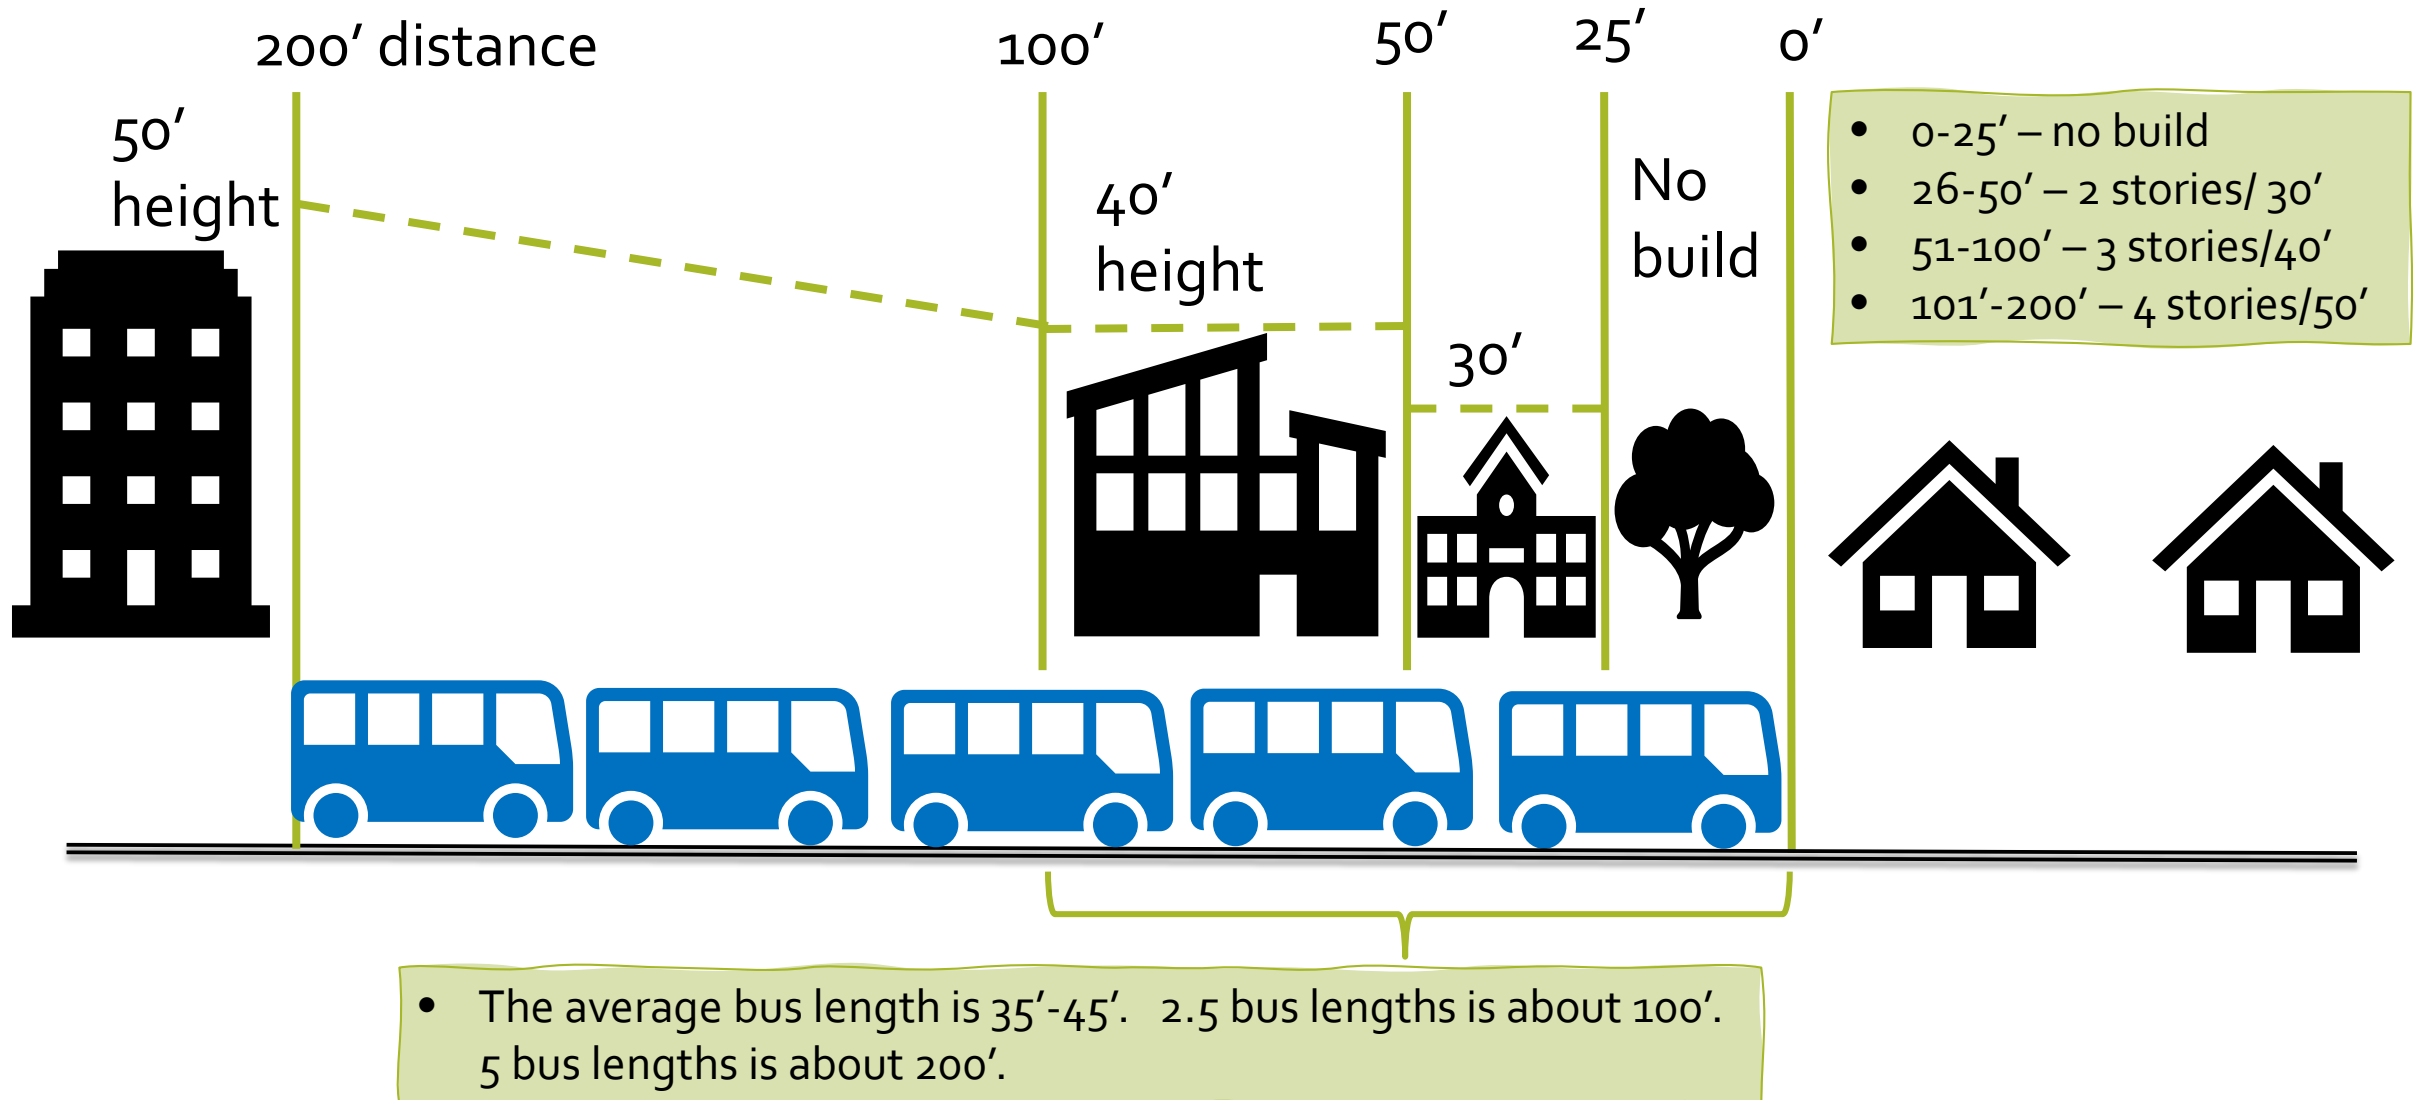 200′ distance
100′
50′
25′
0′
50′
height
40′
height
30′
No
build
• 0-25′ – no build
• 26-50′ – 2 stories/ 30′
• 51-100′ – 3 stories/40′
• 101′-200′ – 4 stories/50′
• The average bus length is 35′-45′. 2.5 bus lengths is about 100′.
5 bus lengths is about 200′.